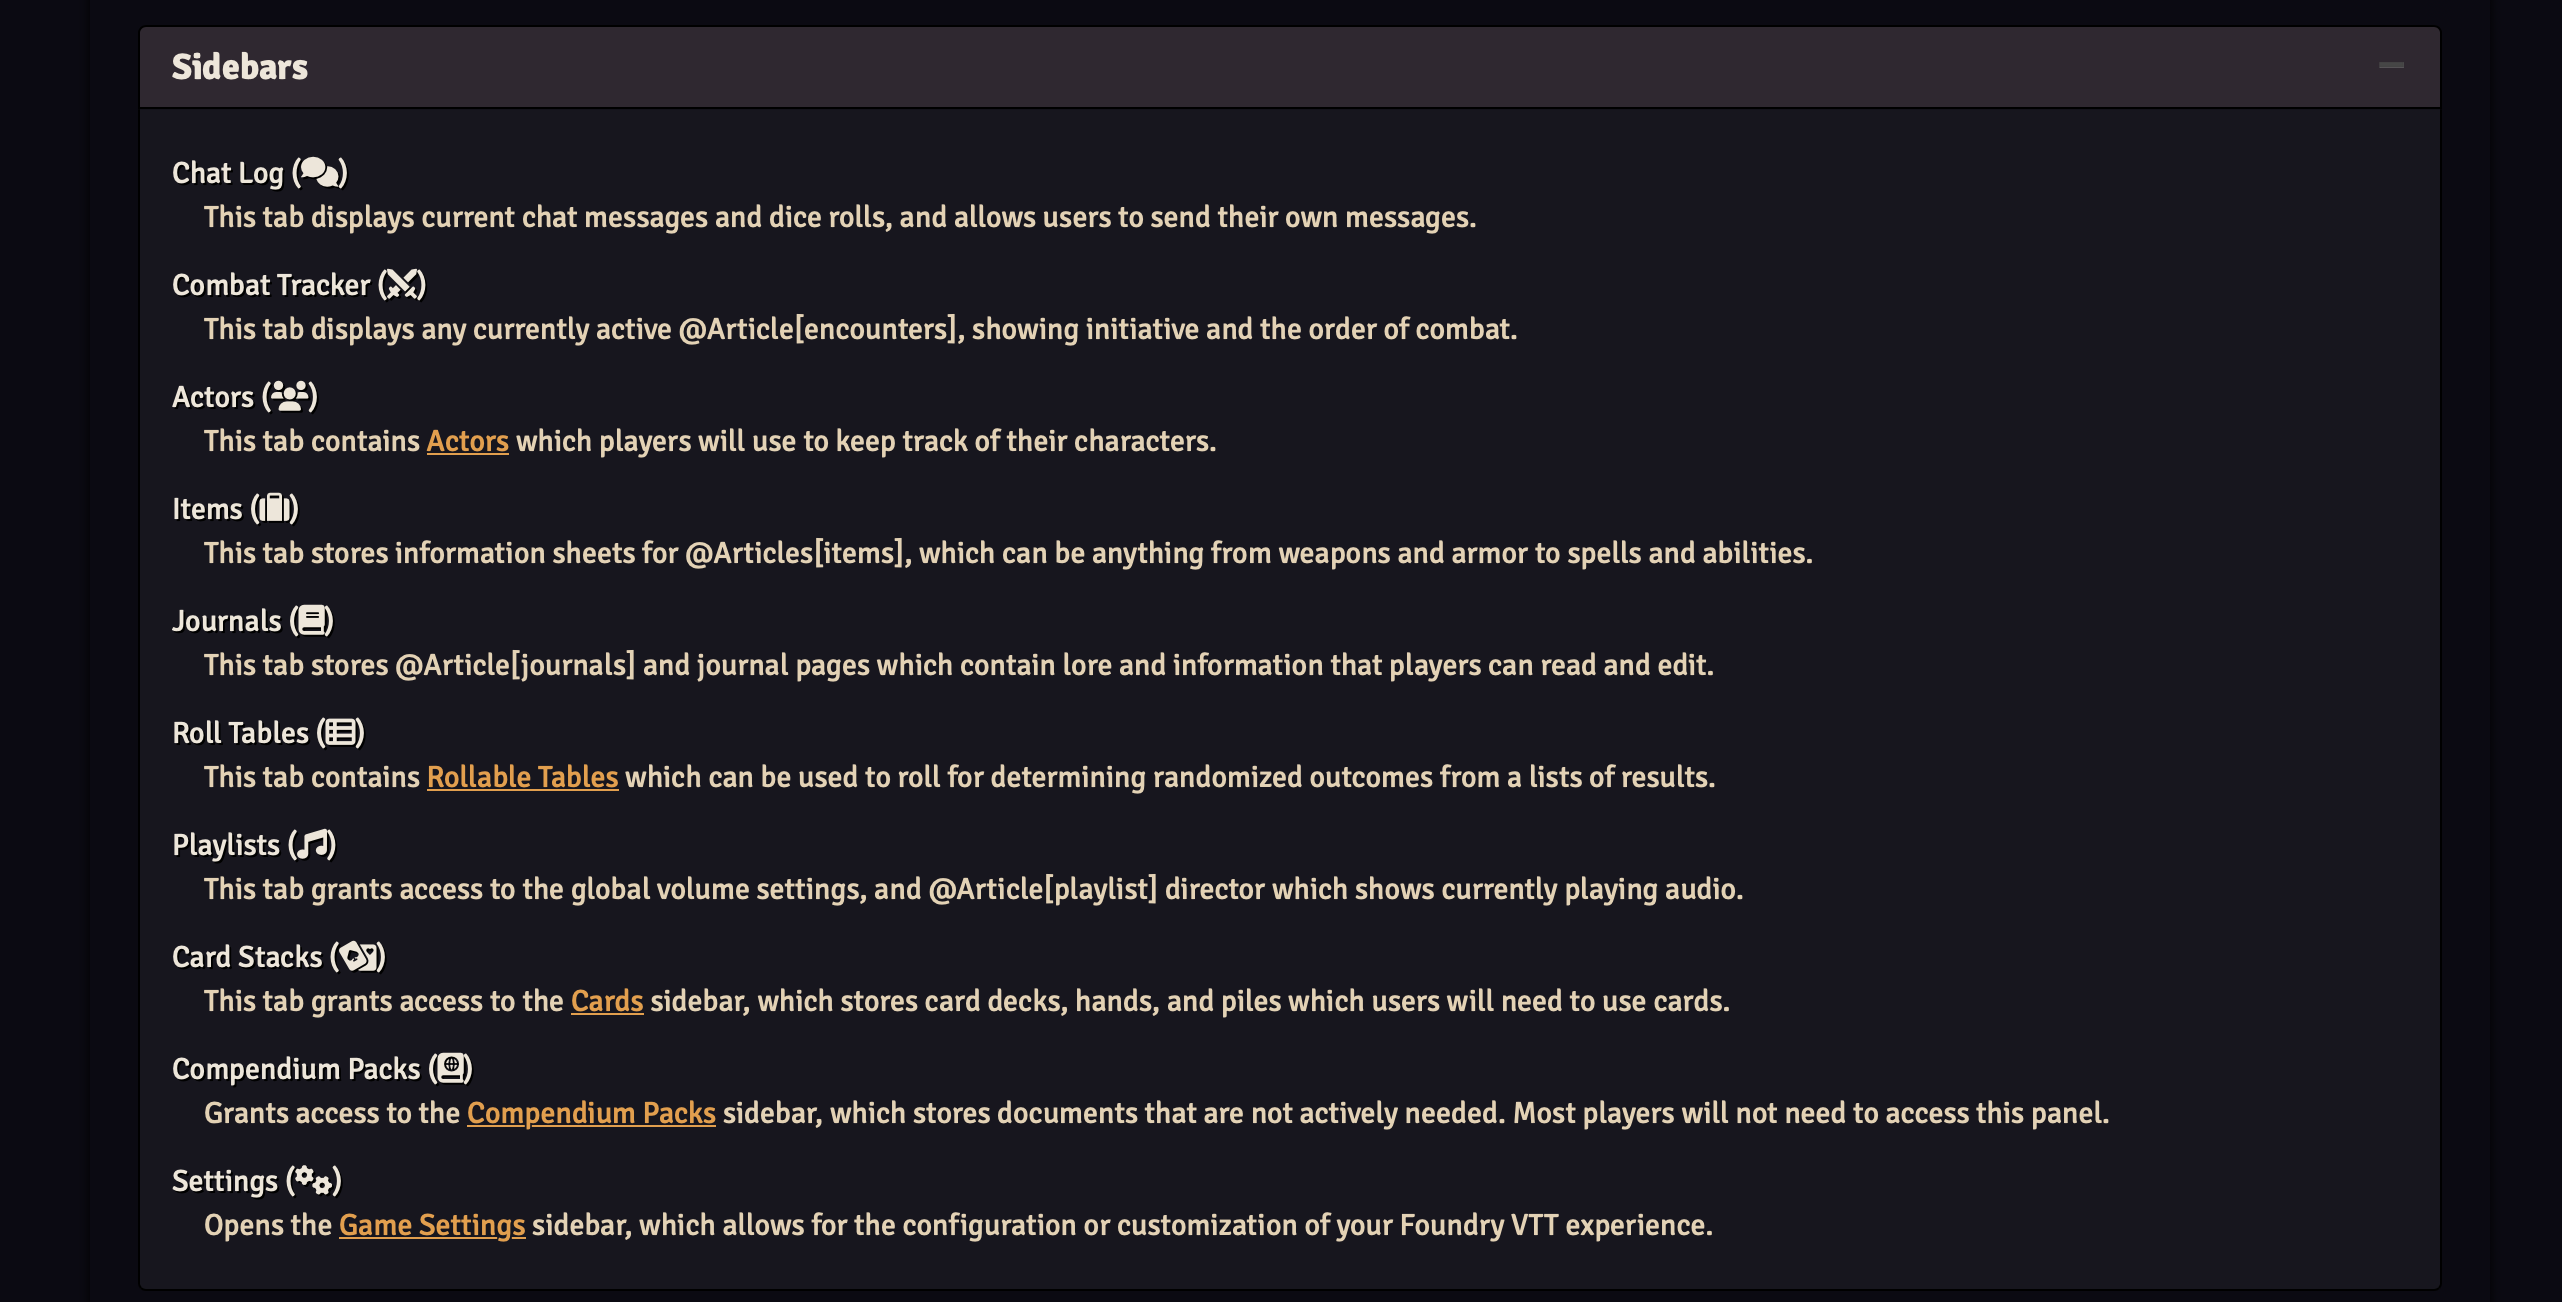 Sidebars
Chat Log ()
This tab displays current chat messages and dice rolls, and allows users to send their own messages.
Combat Tracker ()
This tab displays any currently active @Article[encounters], showing initiative and the order of combat.
Actors ()
This tab contains Actors which players will use to keep track of their characters.
Items ()
This tab stores information sheets for @Articles[items], which can be anything from weapons and armor to spells and abilities.
Journals ()
This tab stores @Article[journals] and journal pages which contain lore and information that players can read and edit.
Roll Tables ()
This tab contains Rollable Tables which can be used to roll for determining randomized outcomes from a lists of results.
Playlists ()
This tab grants access to the global volume settings, and @Article[playlist] director which shows currently playing audio.
Card Stacks ()
This tab grants access to the Cards sidebar, which stores card decks, hands, and piles which users will need to use cards.
Compendium Packs ()
Grants access to the Compendium Packs sidebar, which stores documents that are not actively needed. Most players will not need to access this panel.
Settings ()
Opens the Game Settings sidebar, which allows for the configuration or customization of your Foundry VTT experience.